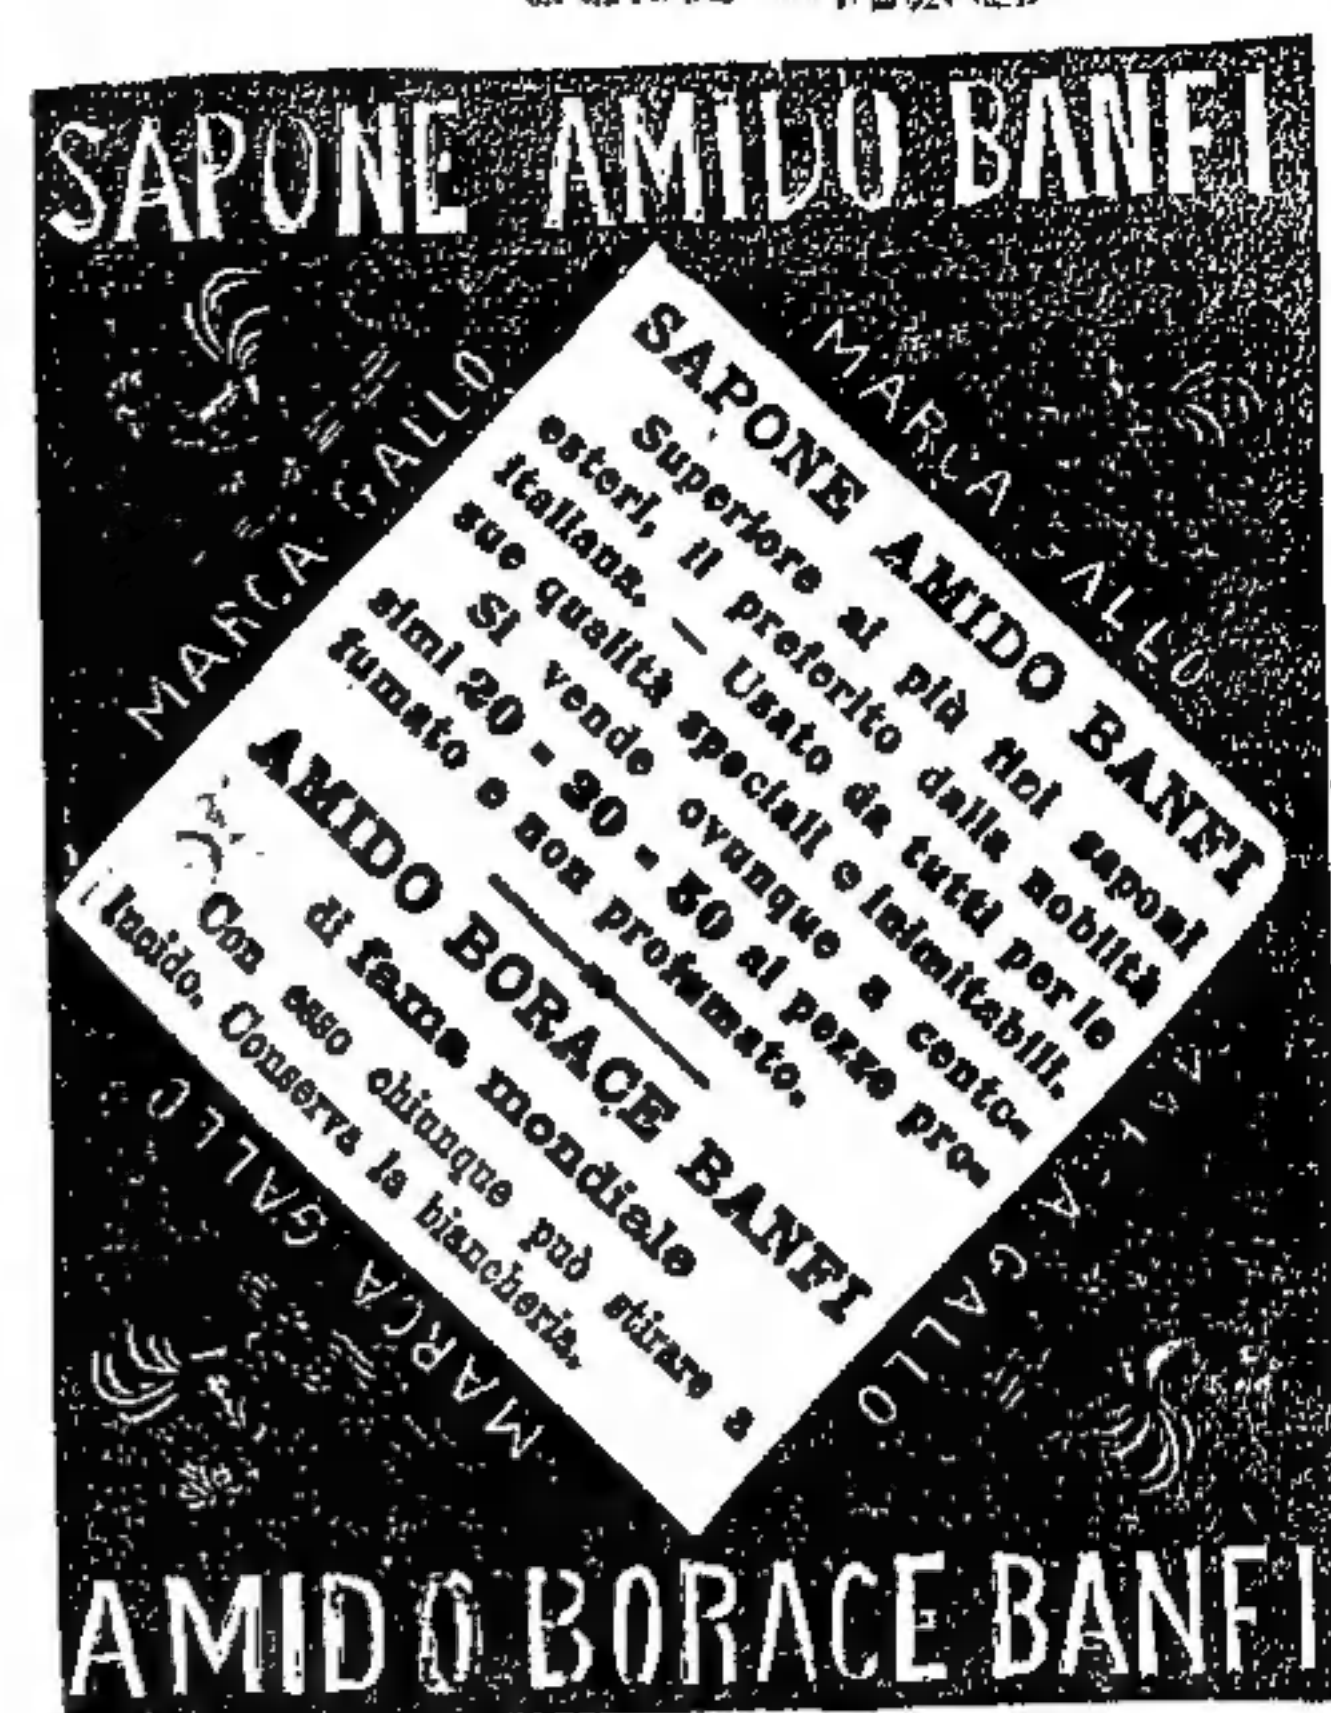 SAPONE AMIDO BANFI
MARCA GALLO
MARCA ALLO
SAPONE AMIDO BANFI
Superiore ai più fini saponi
esteri, il preferito dalla nobiltà
italiana. — Usato da tutti per le
sue qualità speciali e inimitabili.
Si vende ovunque a cente-
simi 20 - 30 - 50 al pezzo pro-
fumato e non profumato.
AMIDO BORACE BANFI
di fama mondiale
Con esso chiunque può stirare a
lucido. Conserva la biancheria.
MARCA GALLO
GALLO
AMIDO BORACE BANFI